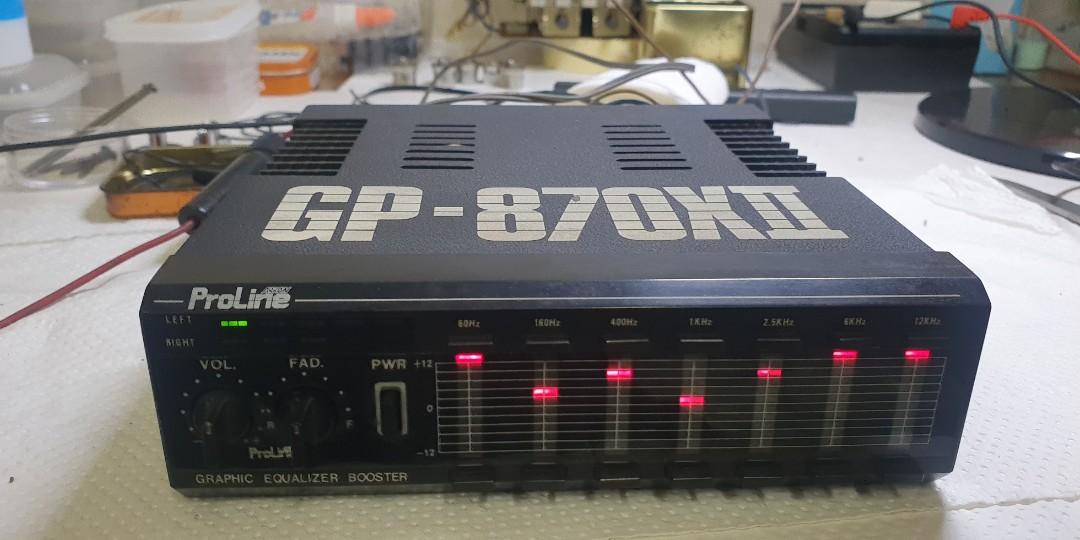 GP-870XII
ProLine
LEFT
RIGHT
60Hz 160Hz 400Hz 1KHz 2.5KHz 6KHz 12KHz
VOL. FAD. PWR +12
0
R F
-12
ProLine
GRAPHIC EQUALIZER BOOSTER